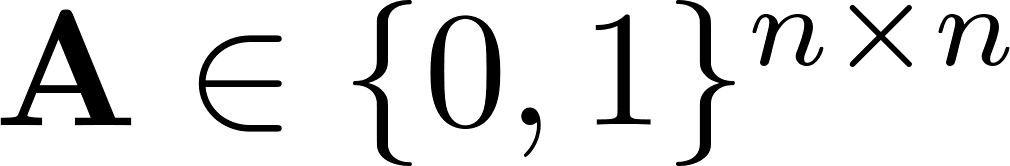 𝐀 ∈ {0, 1}ⁿ ˣ ⁿ